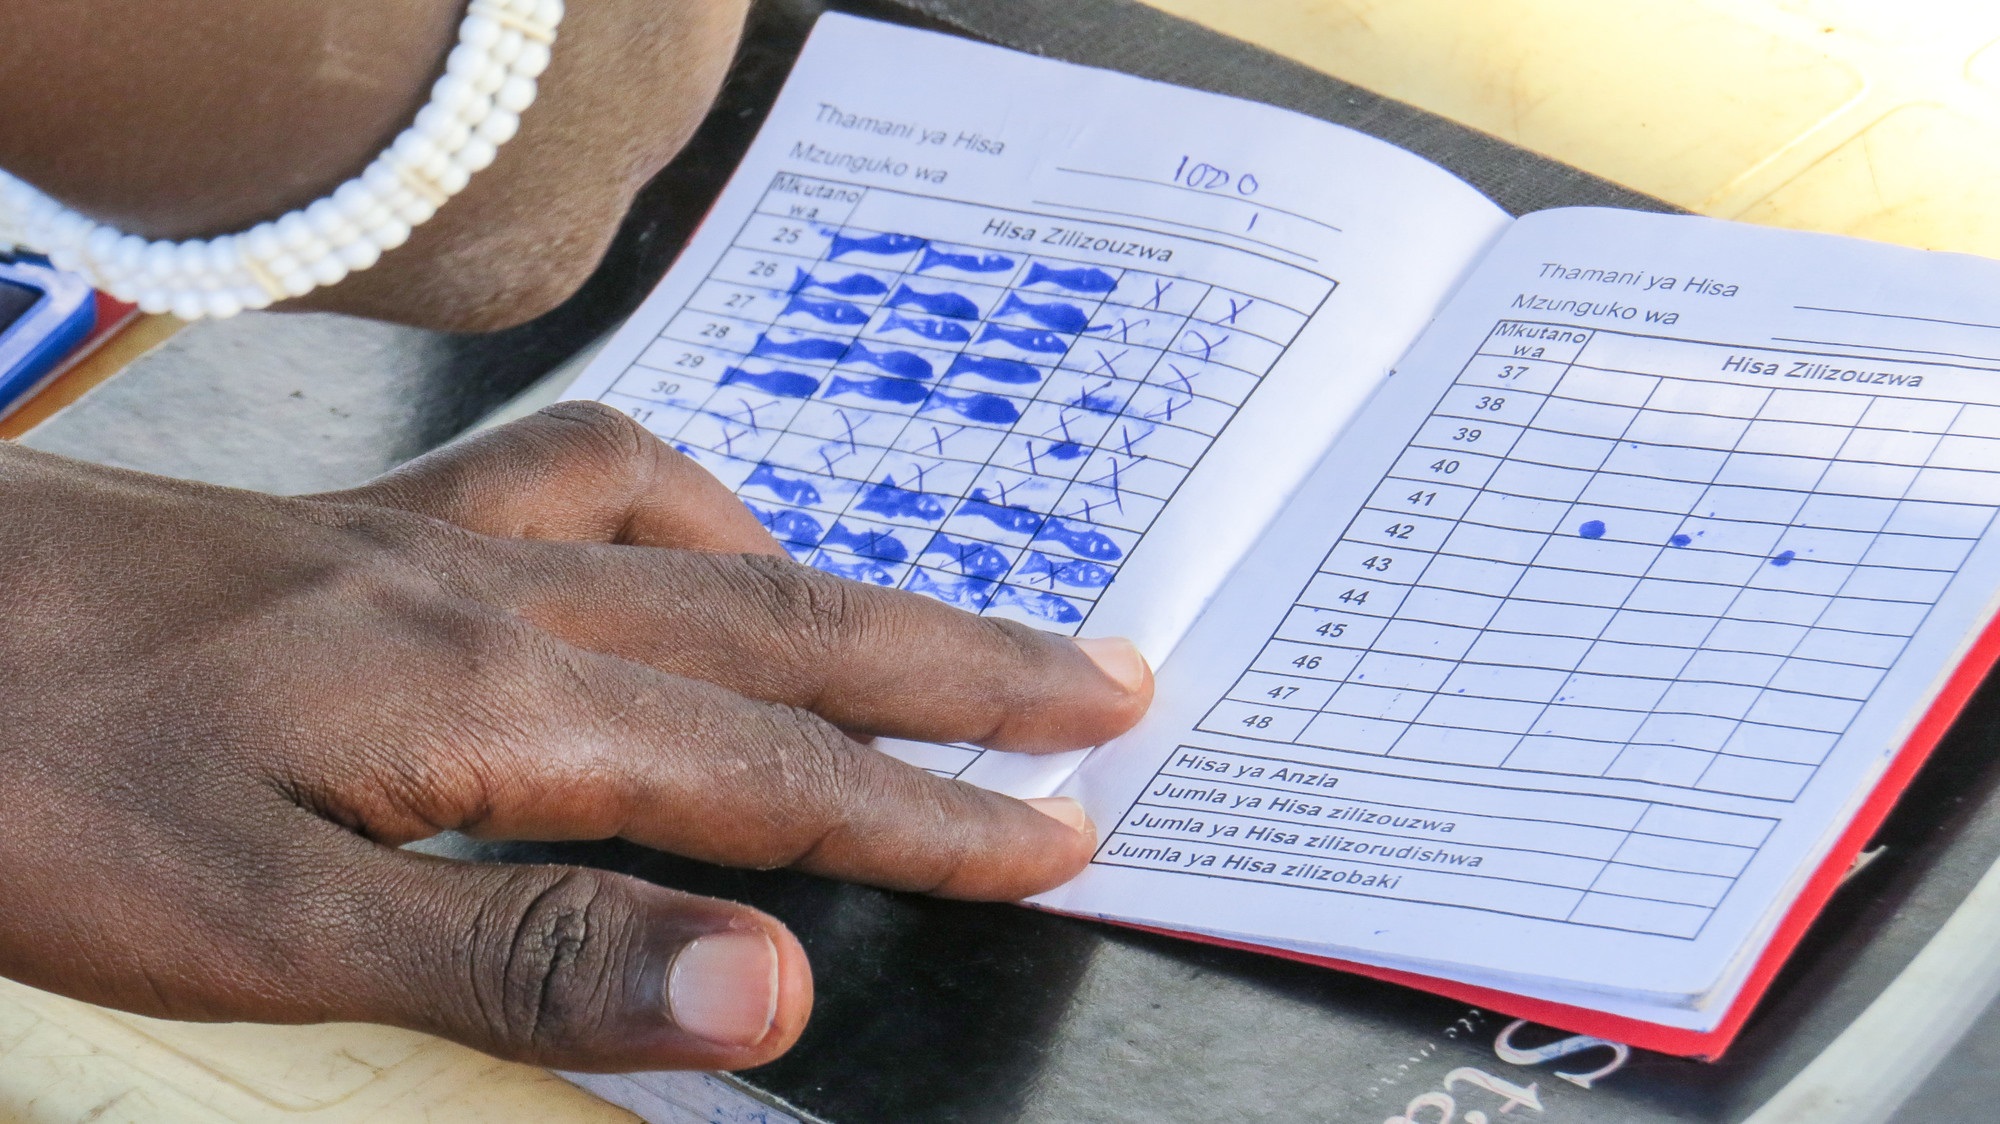 Thamani ya Hisa 1000
Mzunguko wa 1
Mkutano wa
Hisa Zilizouzwa
25 X X
26 X X
27 X X
28 X X
29 X X
30 X X X X X
31 X X X X X
Thamani ya Hisa
Mzunguko wa
Mkutano wa
Hisa Zilizouzwa
37
38
39
40
41
42
43
44
45
46
47
48
Hisa ya Anzia
Jumla ya Hisa zilizouzwa
Jumla ya Hisa zilizorudishwa
Jumla ya Hisa zilizobaki